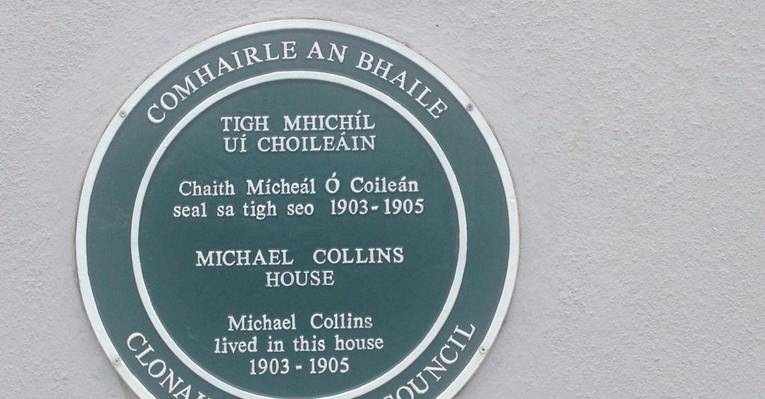 COMHAIRLE AN BHAILE
TIGH MHICHÍL
UÍ CHOILEÁIN
Chaith Mícheál Ó Coileán
seal sa tigh seo 1903-1905
MICHAEL COLLINS
HOUSE
Michael Collins
lived in this house
1903-1905
COUNCIL